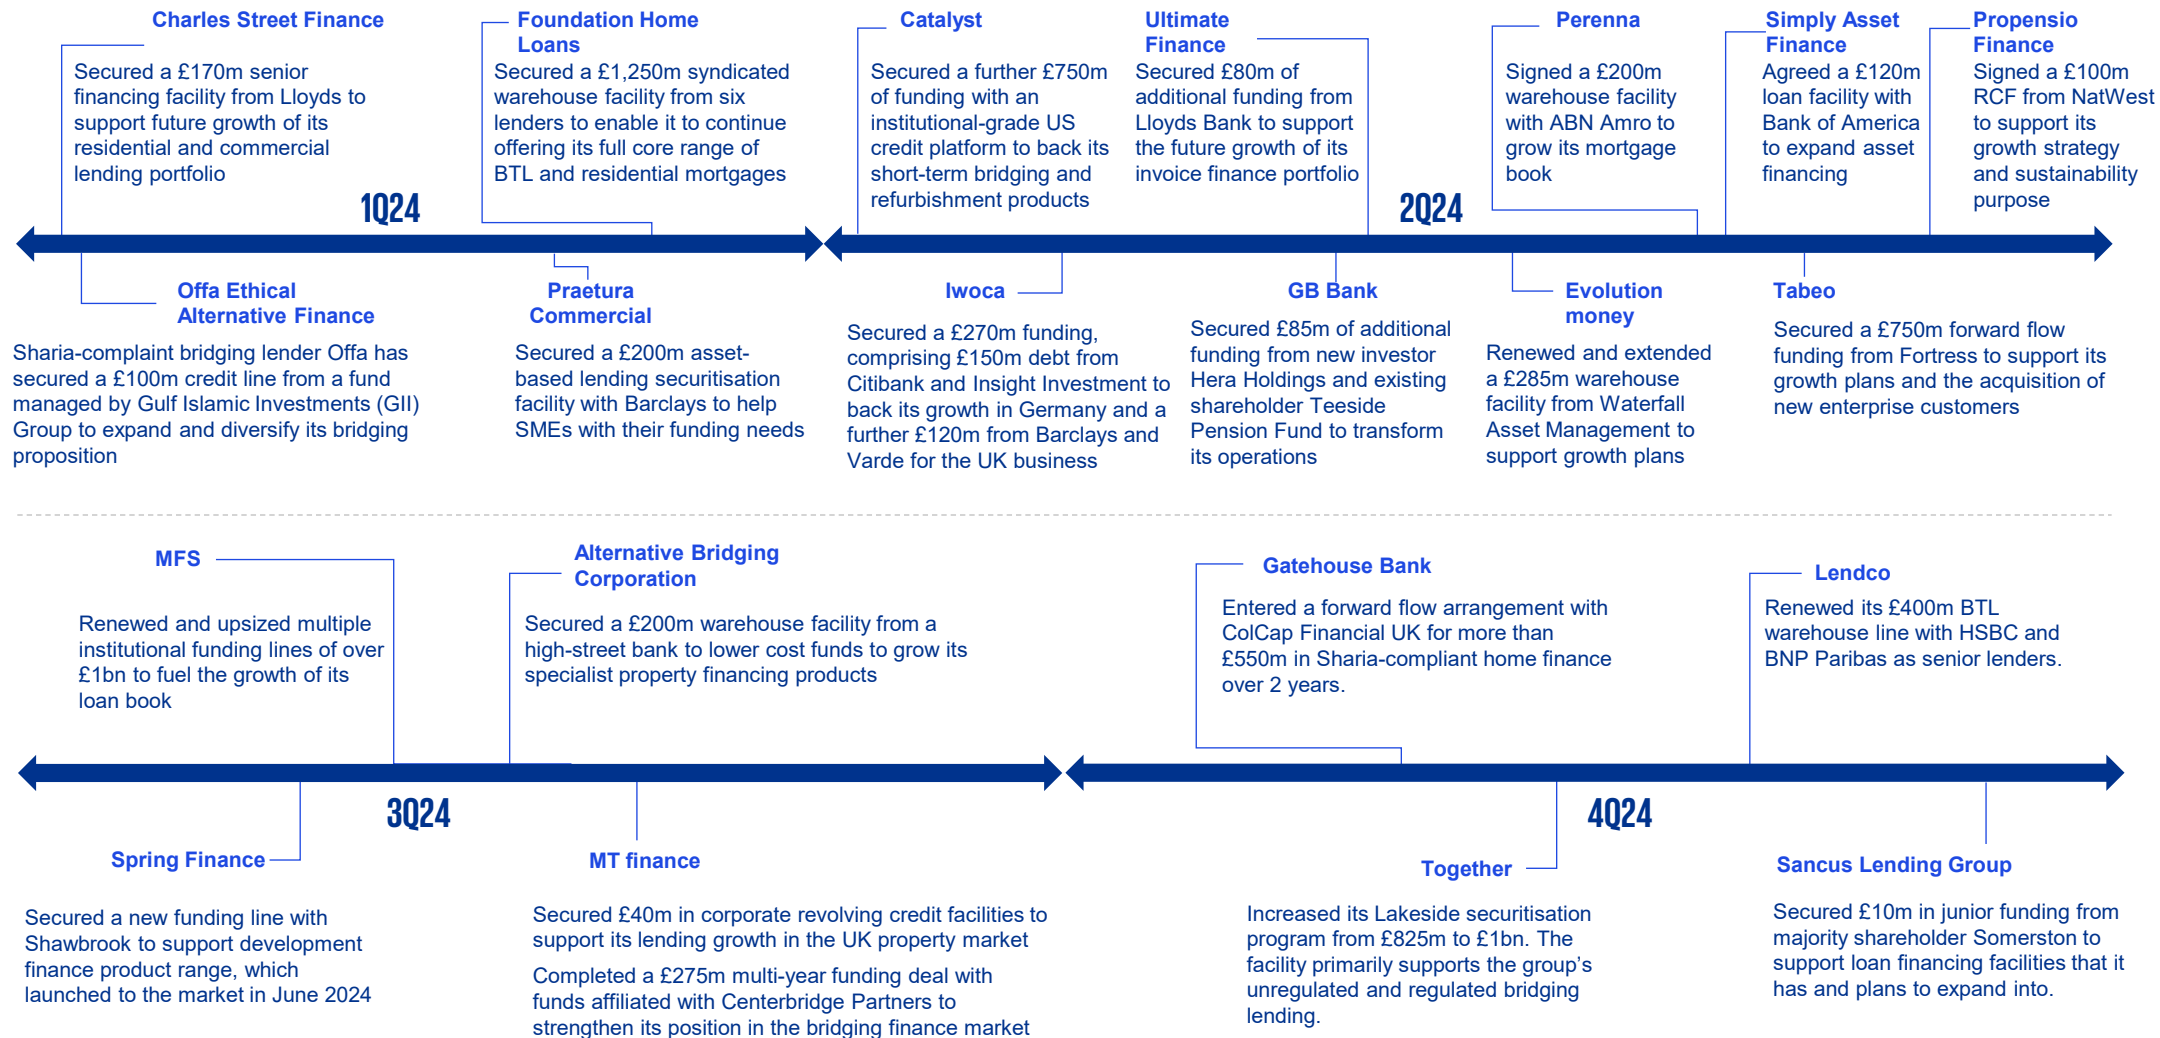 Charles Street Finance
Secured a £170m senior
financing facility from Lloyds to
support future growth of its
residential and commercial
lending portfolio
Foundation Home
Loans
Secured a £1,250m syndicated
warehouse facility from six
lenders to enable it to continue
offering its full core range of
BTL and residential mortgages
Catalyst
Secured a further £750m
of funding with an
institutional-grade US
credit platform to back its
short-term bridging and
refurbishment products
Ultimate
Finance
Secured £80m of
additional funding from
Lloyds Bank to support
the future growth of its
invoice finance portfolio
Perenna
Signed a £200m
warehouse facility
with ABN Amro to
grow its mortgage
book
Simply Asset
Finance
Agreed a £120m
loan facility with
Bank of America
to expand asset
financing
Propensio
Finance
Signed a £100m
RCF from NatWest
to support its
growth strategy
and sustainability
purpose
1Q24
2Q24
Offa Ethical
Alternative Finance
Sharia-complaint bridging lender Offa has
secured a £100m credit line from a fund
managed by Gulf Islamic Investments (GII)
Group to expand and diversify its bridging
proposition
Praetura
Commercial
Secured a £200m asset-
based lending securitisation
facility with Barclays to help
SMEs with their funding needs
Iwoca
Secured a £270m funding,
comprising £150m debt from
Citibank and Insight Investment to
back its growth in Germany and a
further £120m from Barclays and
Varde for the UK business
GB Bank
Secured £85m of additional
funding from new investor
Hera Holdings and existing
shareholder Teeside
Pension Fund to transform
its operations
Evolution
money
Renewed and extended
a £285m warehouse
facility from Waterfall
Asset Management to
support growth plans
Tabeo
Secured a £750m forward flow
funding from Fortress to support its
growth plans and the acquisition of
new enterprise customers
MFS
Renewed and upsized multiple
institutional funding lines of over
£1bn to fuel the growth of its
loan book
Alternative Bridging
Corporation
Secured a £200m warehouse facility from a
high-street bank to lower cost funds to grow its
specialist property financing products
Gatehouse Bank
Entered a forward flow arrangement with
ColCap Financial UK for more than
£550m in Sharia-compliant home finance
over 2 years.
Lendco
Renewed its £400m BTL
warehouse line with HSBC and
BNP Paribas as senior lenders.
3Q24
4Q24
Spring Finance
Secured a new funding line with
Shawbrook to support development
finance product range, which
launched to the market in June 2024
MT finance
Secured £40m in corporate revolving credit facilities to
support its lending growth in the UK property market
Completed a £275m multi-year funding deal with
funds affiliated with Centerbridge Partners to
strengthen its position in the bridging finance market
Together
Increased its Lakeside securitisation
program from £825m to £1bn. The
facility primarily supports the group’s
unregulated and regulated bridging
lending.
Sancus Lending Group
Secured £10m in junior funding from
majority shareholder Somerston to
support loan financing facilities that it
has and plans to expand into.